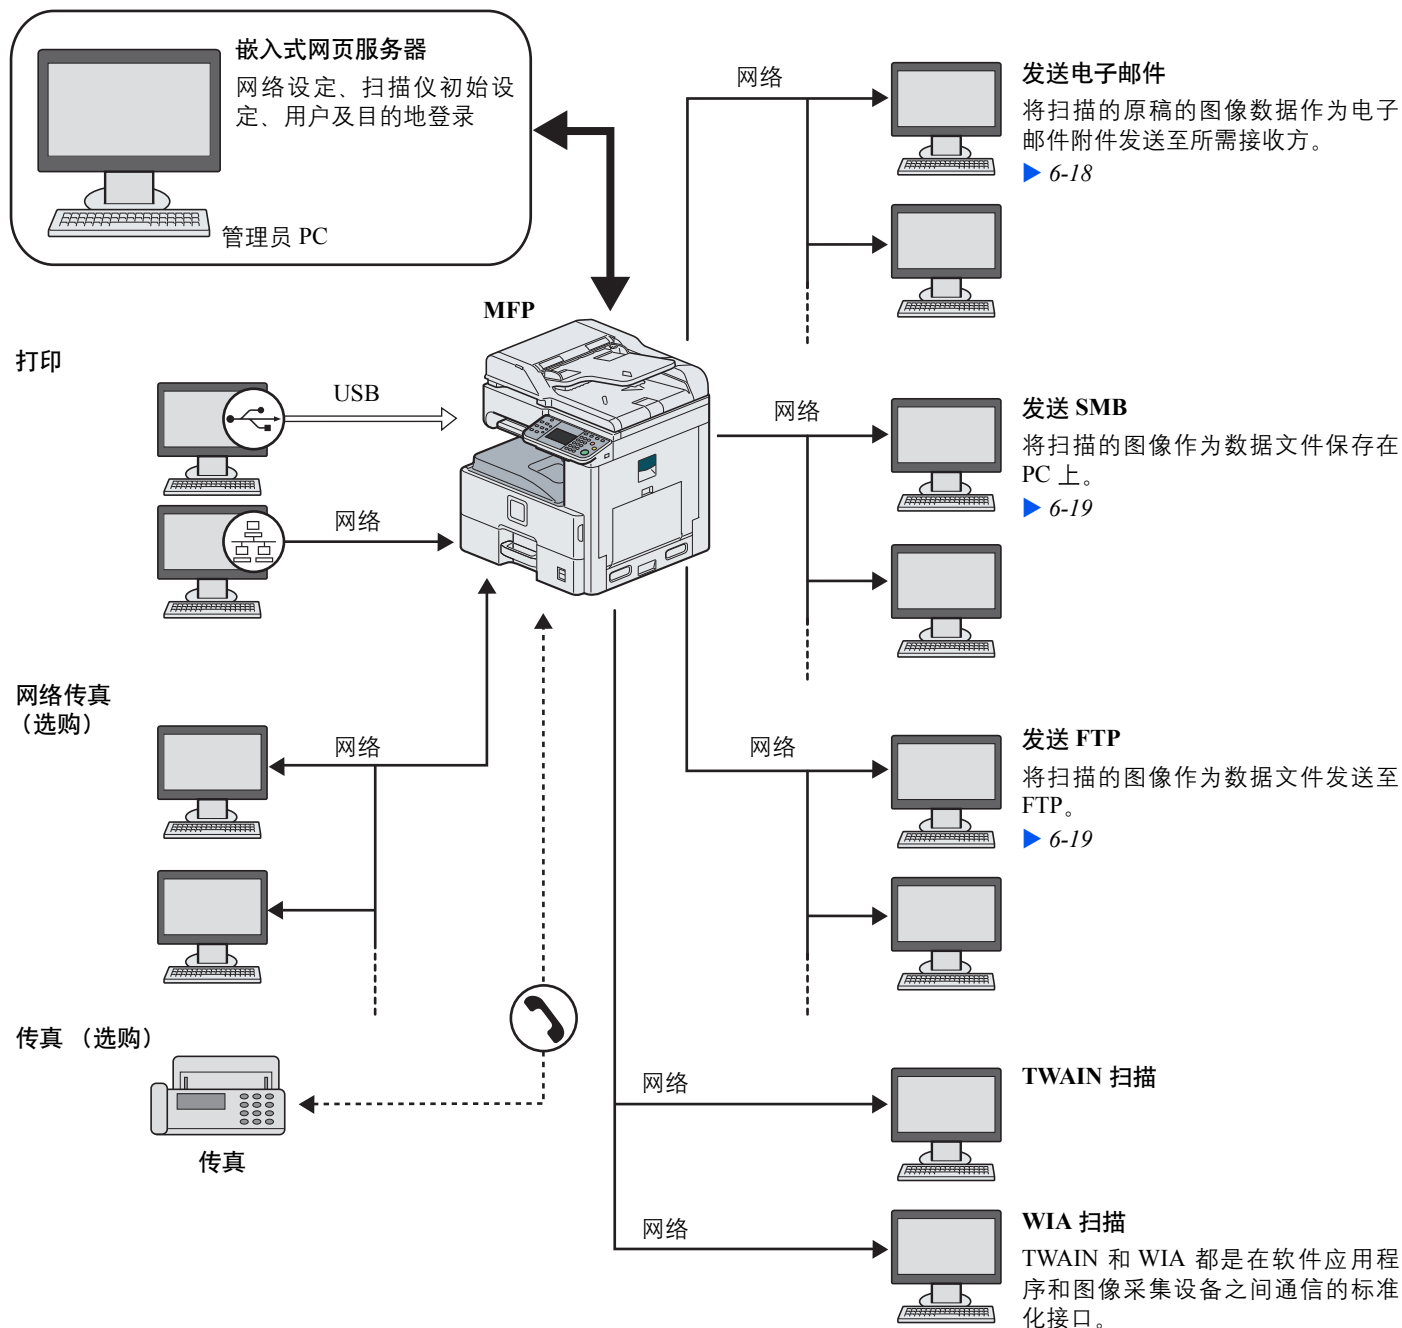 嵌入式网页服务器
网络设定、扫描仪初始设
定、用户及目的地登录
管理员 PC
网络
发送电子邮件
将扫描的原稿的图像数据作为电子
邮件附件发送至所需接收方。
▶ 6-18
MFP
打印
USB
网络
网络
发送 SMB
将扫描的图像作为数据文件保存在
PC 上。
▶ 6-19
网络传真
（选购）
网络
网络
发送 FTP
将扫描的图像作为数据文件发送至
FTP。
▶ 6-19
传真 （选购）
传真
网络
TWAIN 扫描
网络
WIA 扫描
TWAIN 和 WIA 都是在软件应用程
序和图像采集设备之间通信的标准
化接口。